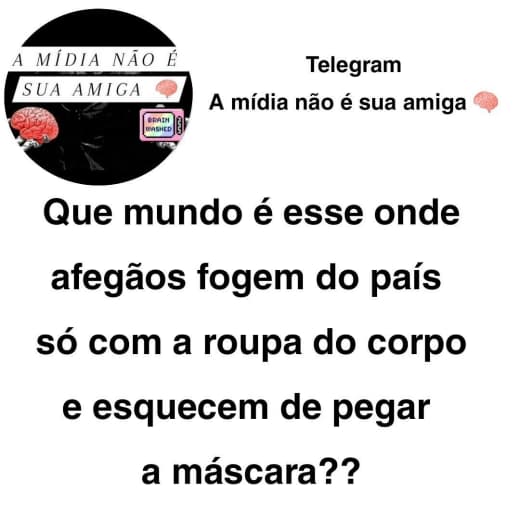 A MÍDIA NÃO É
SUA AMIGA 🧠
BRAIN
WASHED
Telegram
A mídia não é sua amiga 🧠
Que mundo é esse onde
afegãos fogem do país
só com a roupa do corpo
e esquecem de pegar
a máscara??